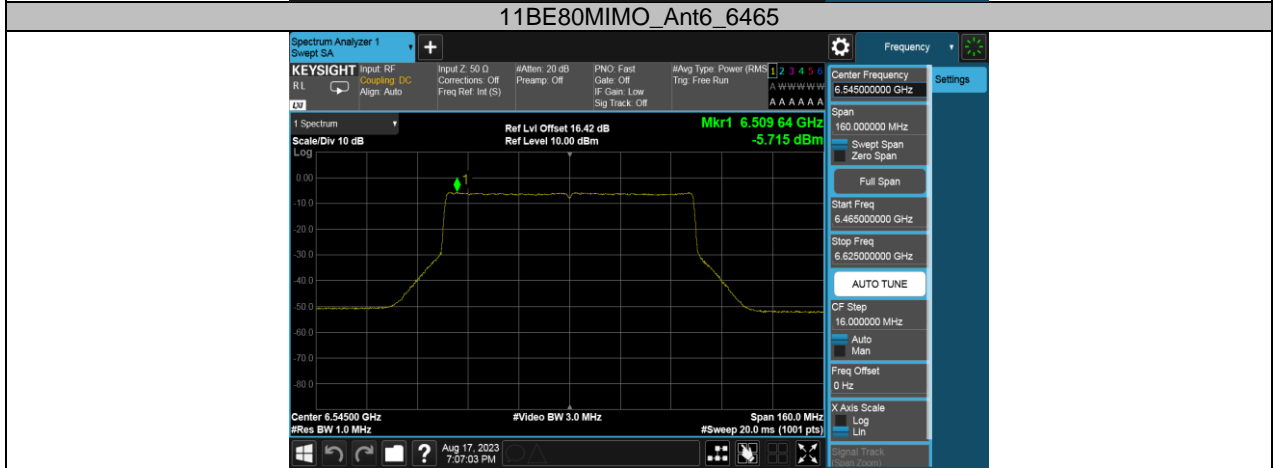 11BE80MIMO_Ant6_6465
Spectrum Analyzer 1
Swept SA
Frequency
KEYSIGHT
RL
LXI
Input: RF
Coupling: DC
Align: Auto
Input Z: 50 Ω
Corrections: Off
Freq Ref: Int (S)
#Atten: 20 dB
Preamp: Off
PNO: Fast
Gate: Off
IF Gain: Low
Sig Track: Off
#Avg Type: Power (RMS
Trig: Free Run
1 2 3 4 5 6
A W W W W W
A A A A A A
Center Frequency
6.545000000 GHz
Settings
1 Spectrum
Scale/Div 10 dB
Ref Lvl Offset 16.42 dB
Ref Level 10.00 dBm
Mkr1 6.509 64 GHz
-5.715 dBm
Log
0.00
-10.0
-20.0
-30.0
-40.0
-50.0
-60.0
-70.0
-80.0
1
Center 6.54500 GHz
#Res BW 1.0 MHz
#Video BW 3.0 MHz
Span 160.0 MHz
#Sweep 20.0 ms (1001 pts)
Span
160.000000 MHz
Swept Span
Zero Span
Full Span
Start Freq
6.465000000 GHz
Stop Freq
6.625000000 GHz
AUTO TUNE
CF Step
16.000000 MHz
Auto
Man
Freq Offset
0 Hz
X Axis Scale
Log
Lin
Signal Track
(Span Zoom)
Aug 17, 2023
7:07:03 PM